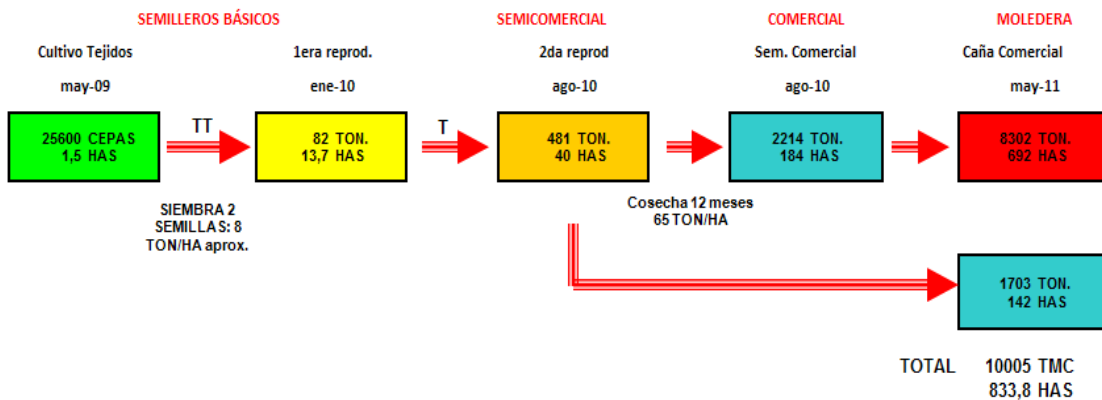 SEMILLEROS BÁSICOS
SEMICOMERCIAL
COMERCIAL
MOLEDERA
Cultivo Tejidos
1era reprod.
2da reprod
Sem. Comercial
Caña Comercial
may-09
ene-10
ago-10
ago-10
may-11
25600 CEPAS
1,5 HAS
TT
82 TON.
13,7 HAS
T
481 TON.
40 HAS
2214 TON.
184 HAS
8302 TON.
692 HAS
SIEMBRA 2
SEMILLAS: 8
TON/HA aprox.
Cosecha 12 meses
65 TON/HA
1703 TON.
142 HAS
TOTAL 10005 TMC
833,8 HAS